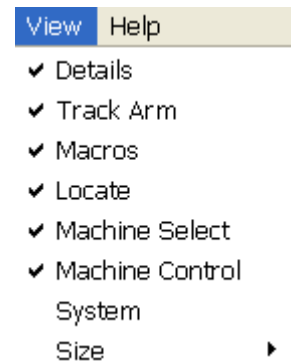 View Help
Details
Track Arm
Macros
Locate
Machine Select
Machine Control
System
Size